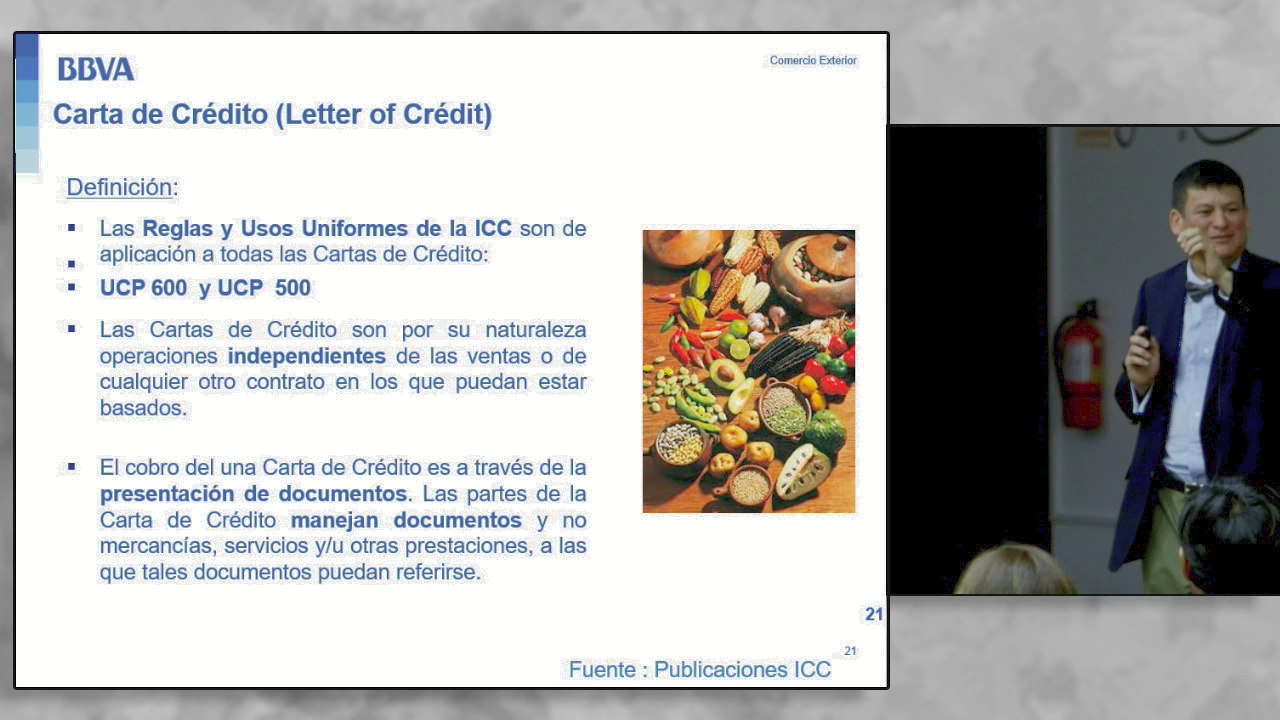 BBVA
Comercio Exterior
Carta de Crédito (Letter of Crédit)
Definición:
Las Reglas y Usos Uniformes de la ICC son de
aplicación a todas las Cartas de Crédito:
UCP 600 y UCP 500
Las Cartas de Crédito son por su naturaleza
operaciones independientes de las ventas o de
cualquier otro contrato en los que puedan estar
basados.
El cobro del una Carta de Crédito es a través de la
presentación de documentos. Las partes de la
Carta de Crédito manejan documentos y no
mercancías, servicios y/u otras prestaciones, a las
que tales documentos puedan referirse.
21
21
Fuente : Publicaciones ICC